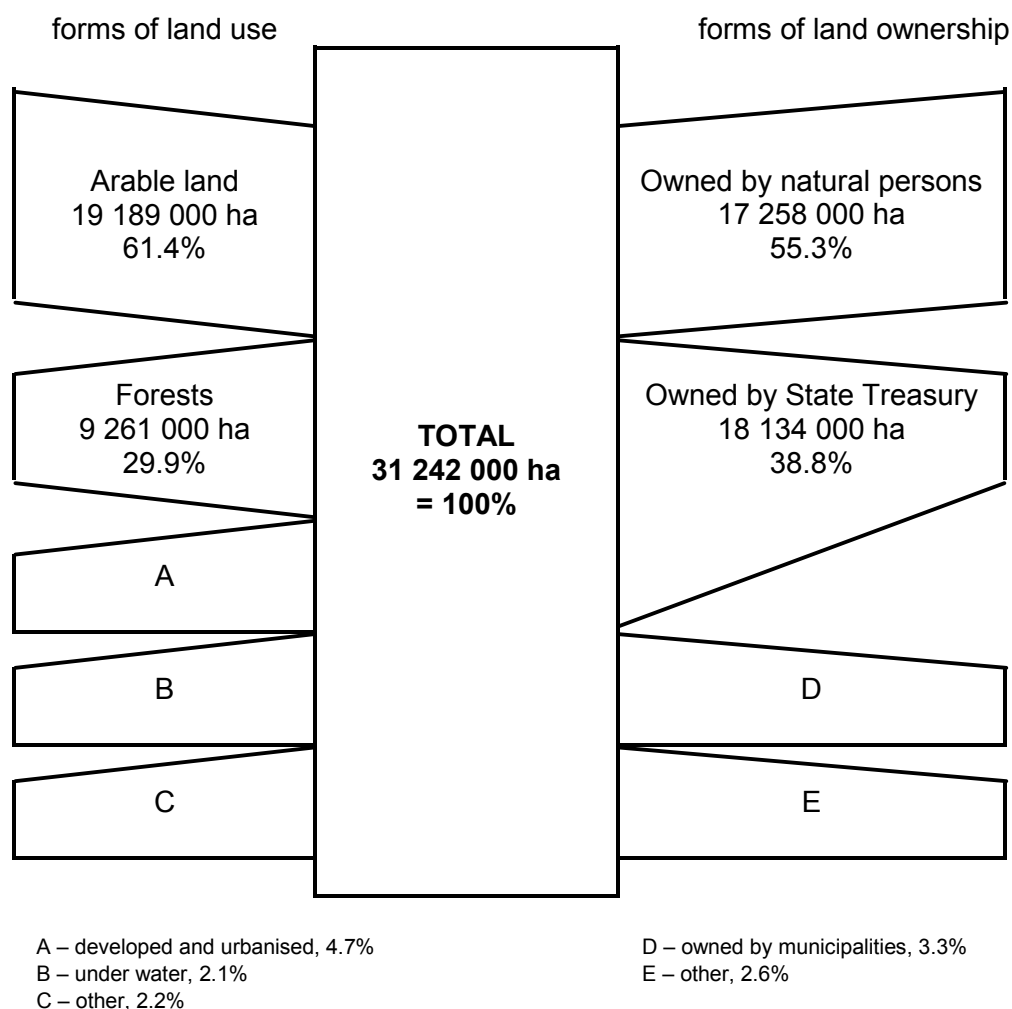 forms of land use
forms of land ownership
Arable land
19 189 000 ha
61.4%
Owned by natural persons
17 258 000 ha
55.3%
Forests
9 261 000 ha
29.9%
Owned by State Treasury
18 134 000 ha
38.8%
TOTAL
31 242 000 ha
= 100%
A
B
C
D
E
A – developed and urbanised, 4.7%
B – under water, 2.1%
C – other, 2.2%
D – owned by municipalities, 3.3%
E – other, 2.6%